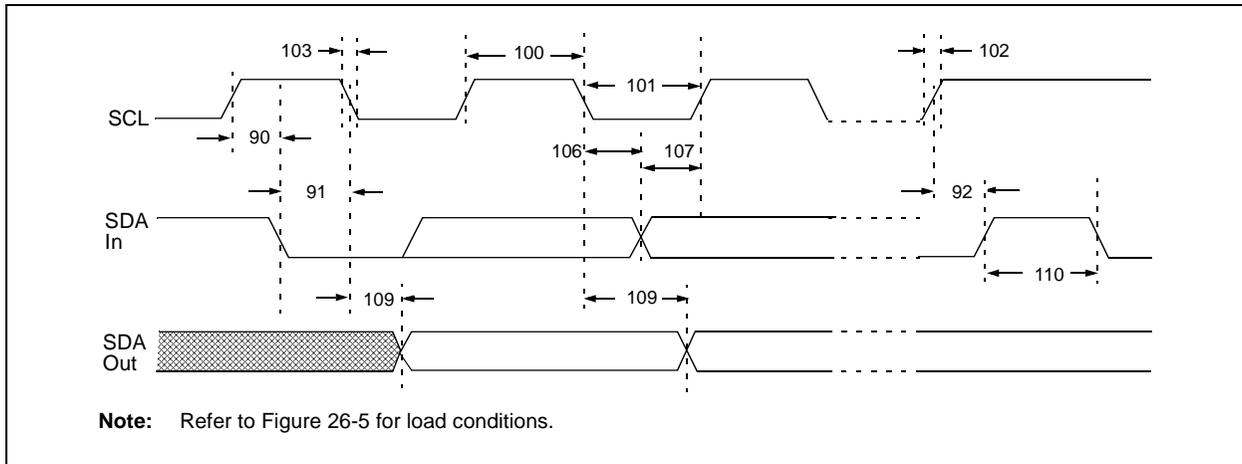 103
100
102
101
SCL
90
106
107
91
92
SDA
In
110
109
109
SDA
Out
Note: Refer to Figure 26-5 for load conditions.